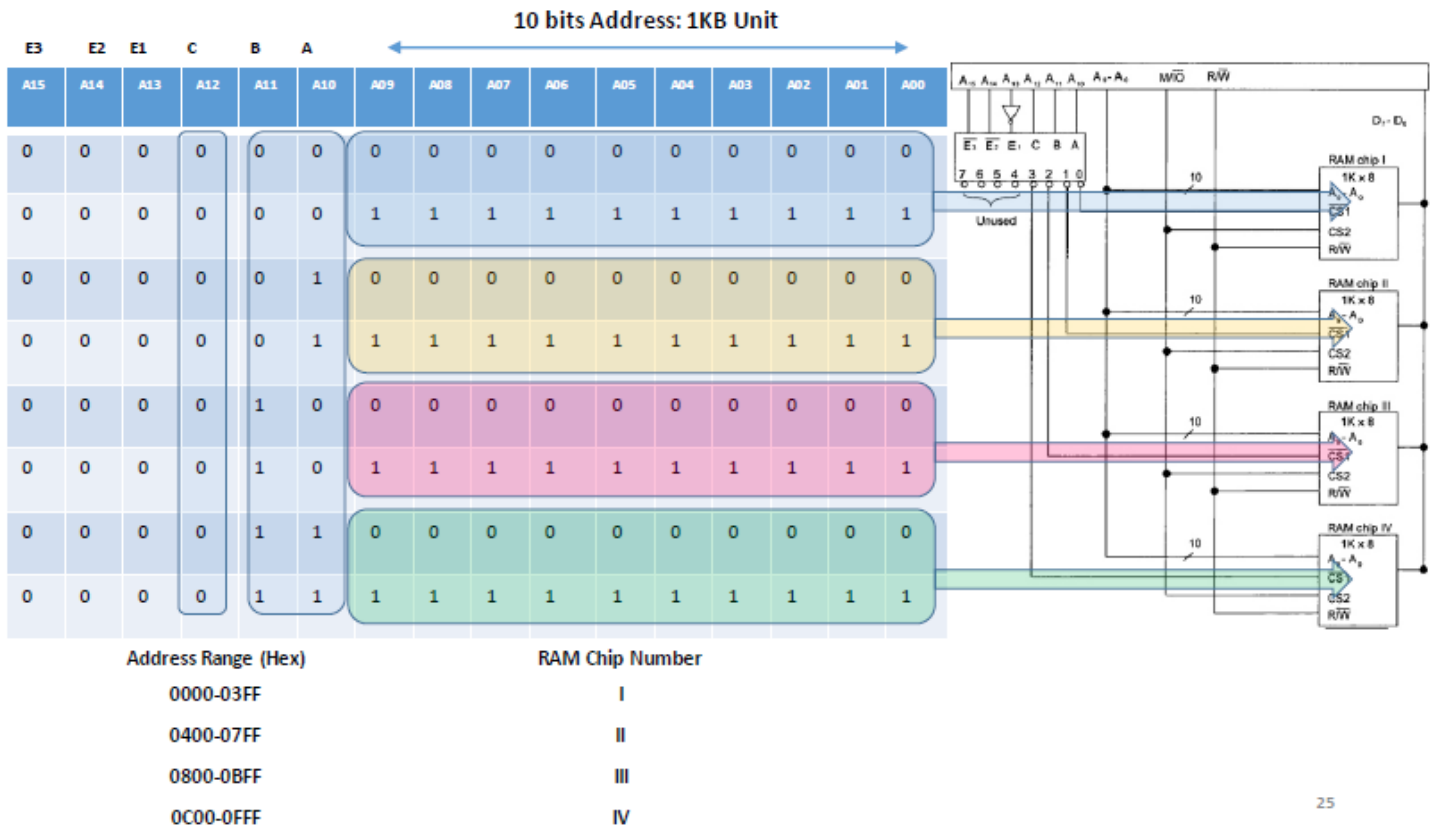 10 bits Address: 1KB Unit
E3 E2 E1 C B A
A15 A14 A13 A12 A11 A10 A09 A08 A07 A06 A05 A04 A03 A02 A01 A00
0 0 0 0 0 0 0 0 0 0 0 0 0 0 0 0
0 0 0 0 0 0 1 1 1 1 1 1 1 1 1 1
0 0 0 0 0 1 0 0 0 0 0 0 0 0 0 0
0 0 0 0 0 1 1 1 1 1 1 1 1 1 1 1
0 0 0 0 1 0 0 0 0 0 0 0 0 0 0 0
0 0 0 0 1 0 1 1 1 1 1 1 1 1 1 1
0 0 0 0 1 1 0 0 0 0 0 0 0 0 0 0
0 0 0 0 1 1 1 1 1 1 1 1 1 1 1 1
M/I̅O̅ R/W̅
C B A
7 6 5 4 3 2 1 0
Unused
RAM chip I
1K x 8
10
C̅S̅1̅
CS2
R/W̅
RAM chip II
1K x 8
10
C̅S̅1̅
CS2
R/W̅
RAM chip III
1K x 8
10
C̅S̅1̅
CS2
R/W̅
RAM chip IV
1K x 8
10
C̅S̅1̅
CS2
R/W̅
Address Range (Hex) RAM Chip Number
0000-03FF I
0400-07FF II
0800-0BFF III
0C00-0FFF IV
25